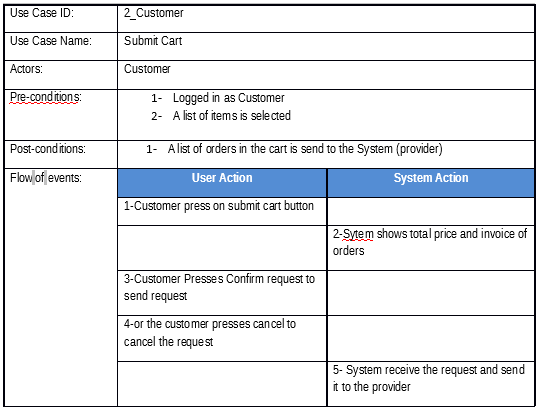 Use Case ID: 2_Customer
Use Case Name: Submit Cart
Actors: Customer
Pre-conditions: 1- Logged in as Customer
2- A list of items is selected
Post-conditions: 1- A list of orders in the cart is send to the System (provider)
Flow of events: User Action System Action
1-Customer press on submit cart button
2-Sytem shows total price and invoice of
orders
3-Customer Presses Confirm request to
send request
4-or the customer presses cancel to
cancel the request
5- System receive the request and send
it to the provider